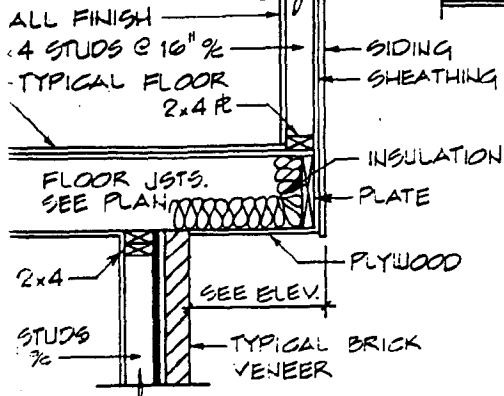 ALL FINISH
4 STUDS @ 16" %
TYPICAL FLOOR
2x4 PL
SIDING
SHEATHING
INSULATION
FLOOR JSTS.
SEE PLAN
PLATE
PLYWOOD
2x4
SEE ELEV.
STUDS
%
TYPICAL BRICK
VENEER